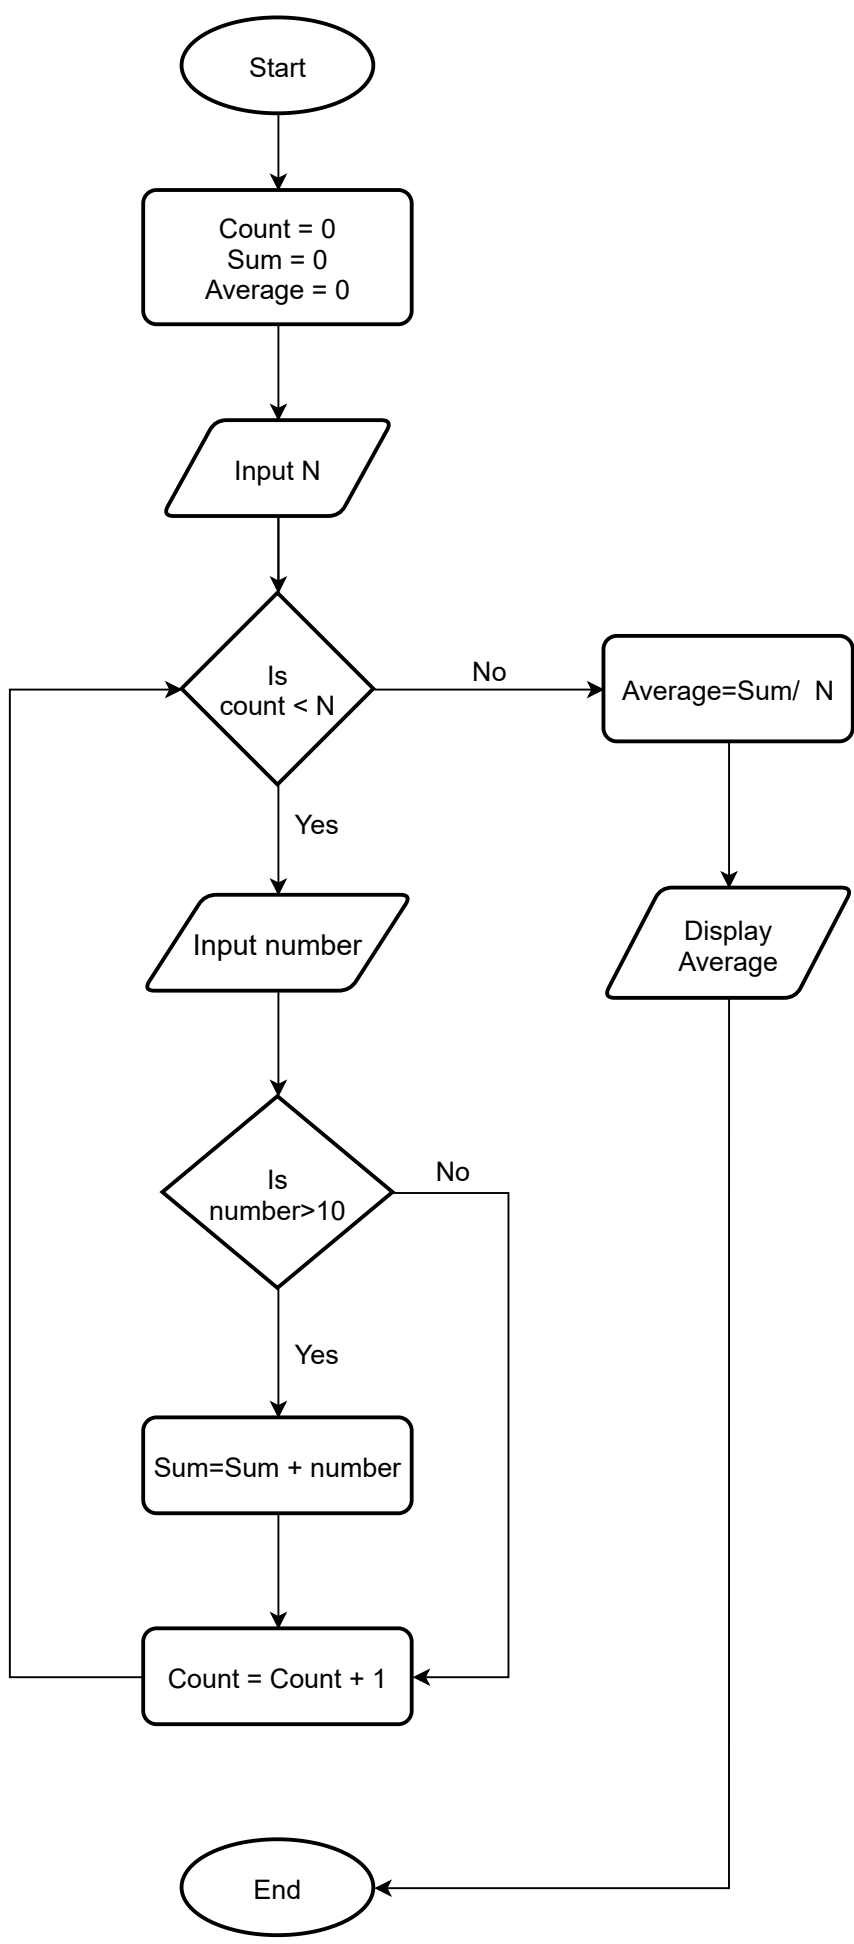 Start
Count = 0
Sum = 0
Average = 0
Input N
Is
count < N
No
Average=Sum/  N
Yes
Input number
Display
Average
Is
number>10
No
Yes
Sum=Sum + number
Count = Count + 1
End